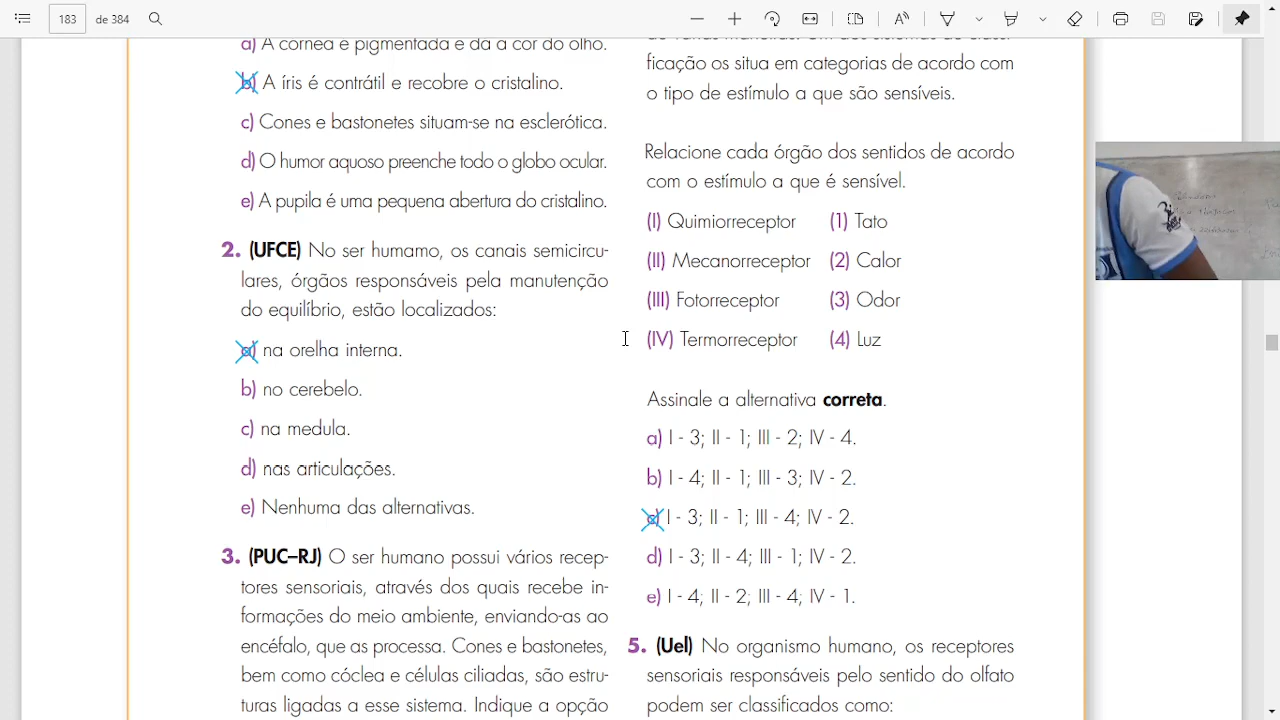 183
de 384
a) A córnea é pigmentada e dá a cor do olho.
b) A íris é contrátil e recobre o cristalino.
c) Cones e bastonetes situam-se na esclerótica.
d) O humor aquoso preenche todo o globo ocular.
e) A pupila é uma pequena abertura do cristalino.
2. (UFCE) No ser humamo, os canais semicircu-
lares, órgãos responsáveis pela manutenção
do equilíbrio, estão localizados:
a) na orelha interna.
b) no cerebelo.
c) na medula.
d) nas articulações.
e) Nenhuma das alternativas.
3. (PUC–RJ) O ser humano possui vários recep-
tores sensoriais, através dos quais recebe in-
formações do meio ambiente, enviando-as ao
encéfalo, que as processa. Cones e bastonetes,
bem como cóclea e células ciliadas, são estru-
turas ligadas a esse sistema. Indique a opção
de várias maneiras. Um dos sistemas de classi-
ficação os situa em categorias de acordo com
o tipo de estímulo a que são sensíveis.
Relacione cada órgão dos sentidos de acordo
com o estímulo a que é sensível.
(I) Quimiorreceptor (1) Tato
(II) Mecanorreceptor (2) Calor
(III) Fotorreceptor (3) Odor
(IV) Termorreceptor (4) Luz
Assinale a alternativa correta.
a) I - 3; II - 1; III - 2; IV - 4.
b) I - 4; II - 1; III - 3; IV - 2.
c) I - 3; II - 1; III - 4; IV - 2.
d) I - 3; II - 4; III - 1; IV - 2.
e) I - 4; II - 2; III - 4; IV - 1.
5. (Uel) No organismo humano, os receptores
sensoriais responsáveis pelo sentido do olfato
podem ser classificados como: